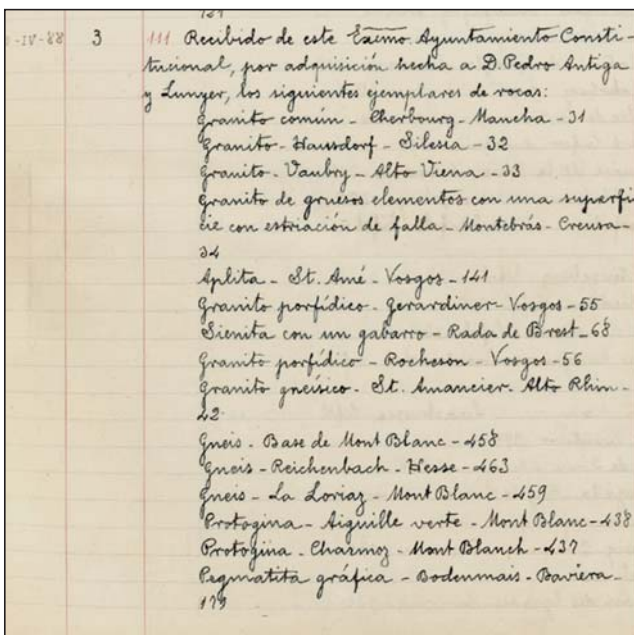 -IV-88 3 111 Recibido de este Exemo. Ayuntamiento Consti-
tusional, por adquisición hecha a D. Pedro Antiga
y Sunyer, los siguientes ejemplares de rocas:
Granito común - Cherbourg - Mancha - 31
Granito - Hausdorf - Silesia - 32
Granito - Vaubry - Alto Viena - 33
Granito de gruesos elementos con una superfi
cie con estriación de falla - Montebrás - Creusa -
34
Aplita - St. Amé - Vosgos - 141
Granito porfídico - Gerardiner - Vosgos - 55
Sienita con un gabarro - Rada de Brest - 68
Granito porfídico - Rocheson - Vosgos - 56
Granito gneísico - St. Amancier - Alto Rhin -
42
Gneis - Base de Mont Blanc - 458
Gneis - Reichenbach - Hesse - 463
Gneis - La Loriaz - Mont Blanc - 459
Protogina - Aiguille verte - Mont Blanc - 438
Protogina - Charmoz - Mont Blanch - 437
Pegmatita gráfica - Bodenmais - Baviera -
179